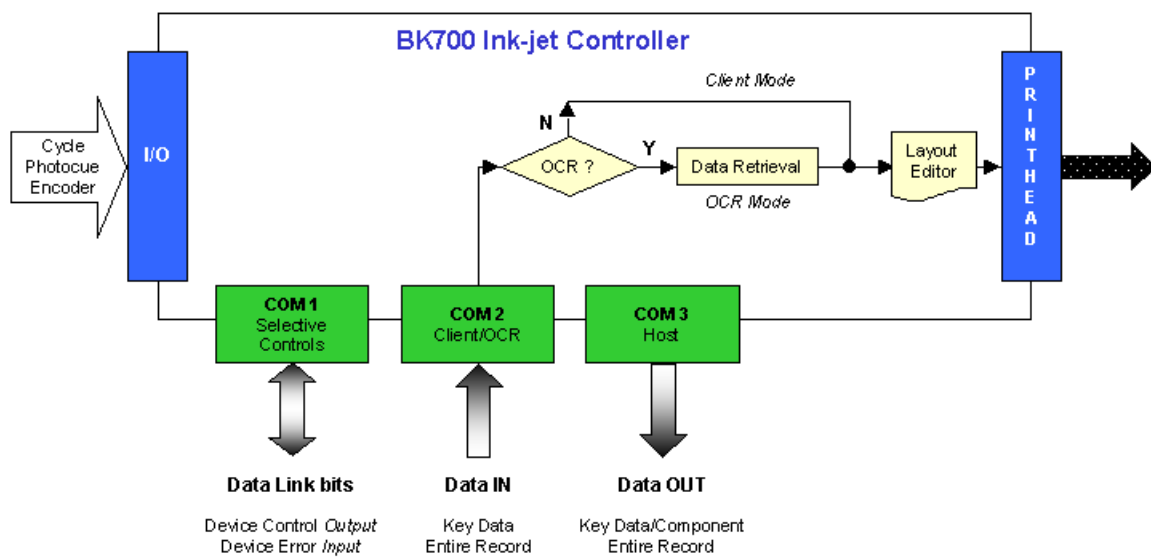 BK700 Ink-jet Controller
Cycle
Photocue
Encoder
I/O
Client Mode
N
OCR ?
Y
Data Retrieval
OCR Mode
Layout
Editor
PRINTHEAD
COM 1
Selective
Controls
COM 2
Client/OCR
COM 3
Host
Data Link bits
Device Control Output
Device Error Input
Data IN
Key Data
Entire Record
Data OUT
Key Data/Component
Entire Record